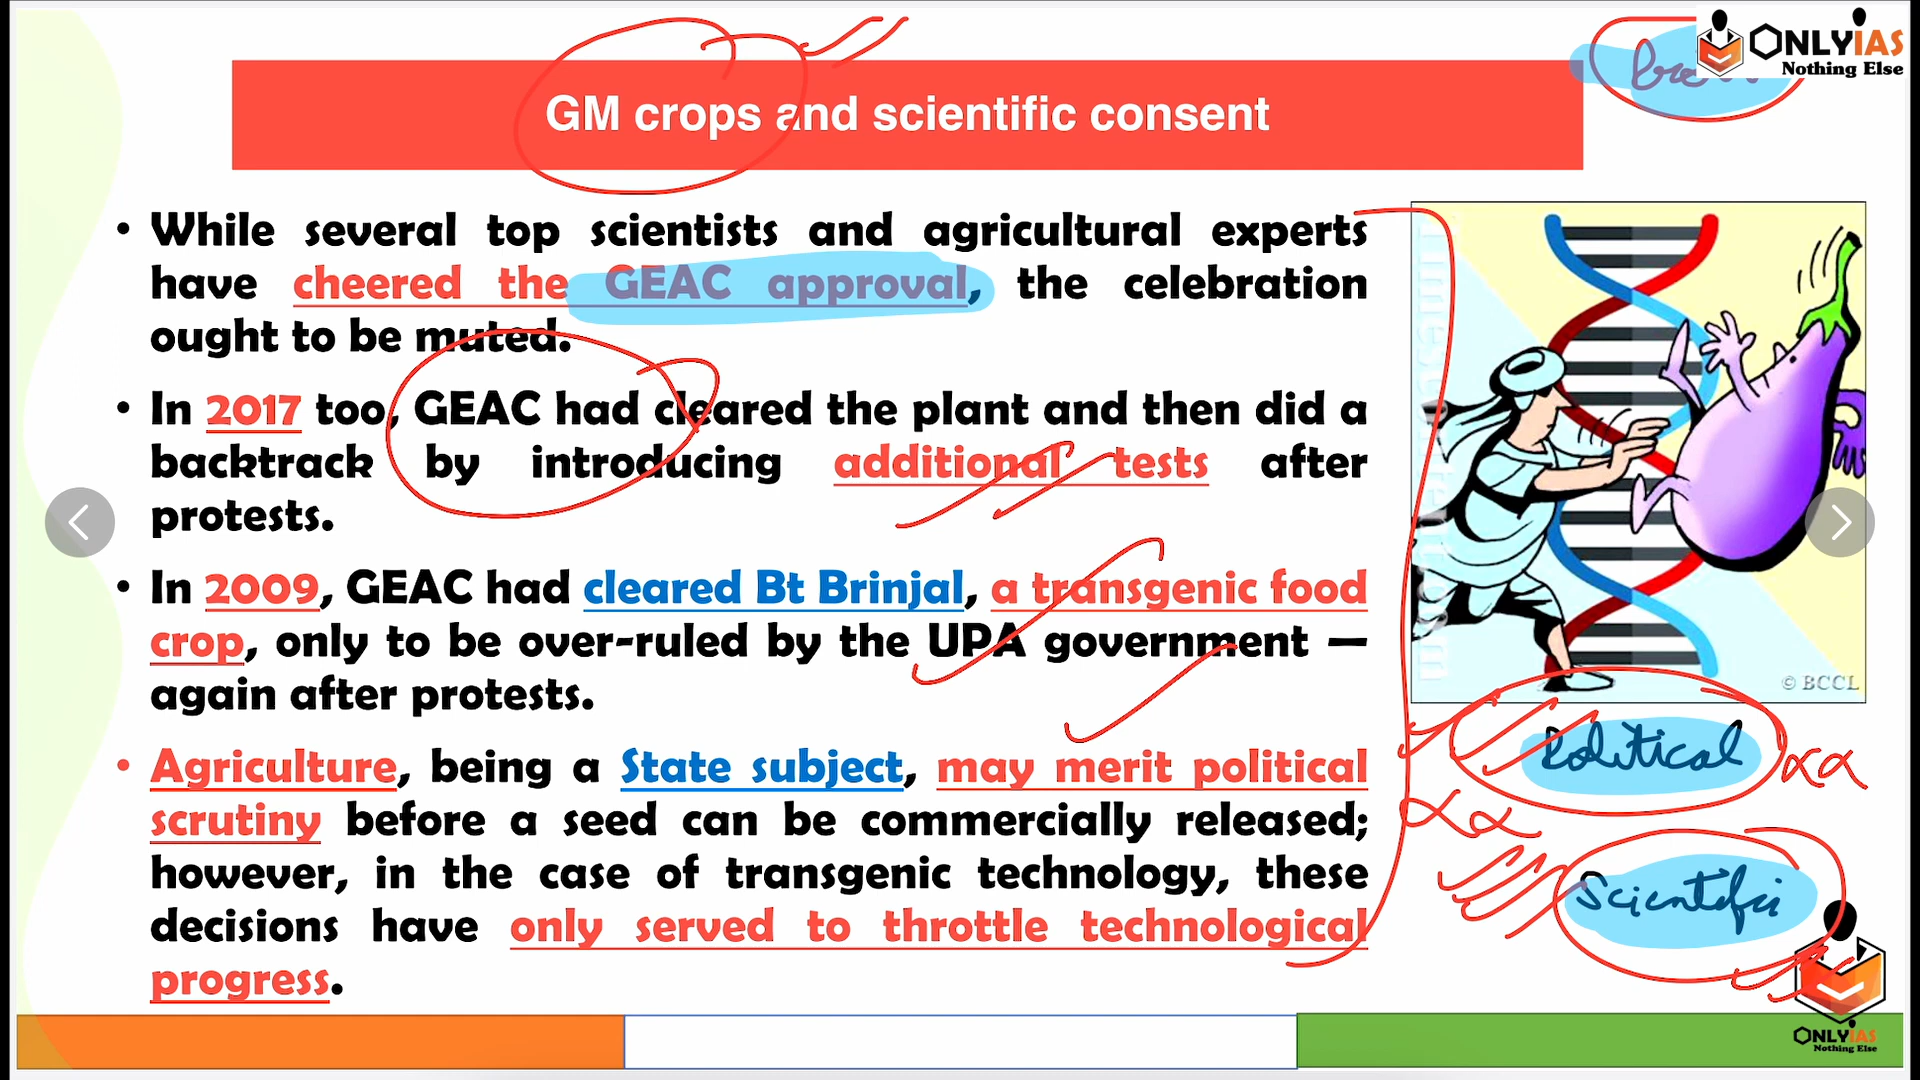 ONLYIAS
Nothing Else
GM crops and scientific consent
• While several top scientists and agricultural experts
have cheered the GEAC approval, the celebration
ought to be muted.
• In 2017 too, GEAC had cleared the plant and then did a
backtrack by introducing additional tests after
protests.
• In 2009, GEAC had cleared Bt Brinjal, a transgenic food
crop, only to be over-ruled by the UPA government —
again after protests.
• Agriculture, being a State subject, may merit political
scrutiny before a seed can be commercially released;
however, in the case of transgenic technology, these
decisions have only served to throttle technological
progress.
© BCCL
Political
Scientific
ONLYIAS
Nothing Else